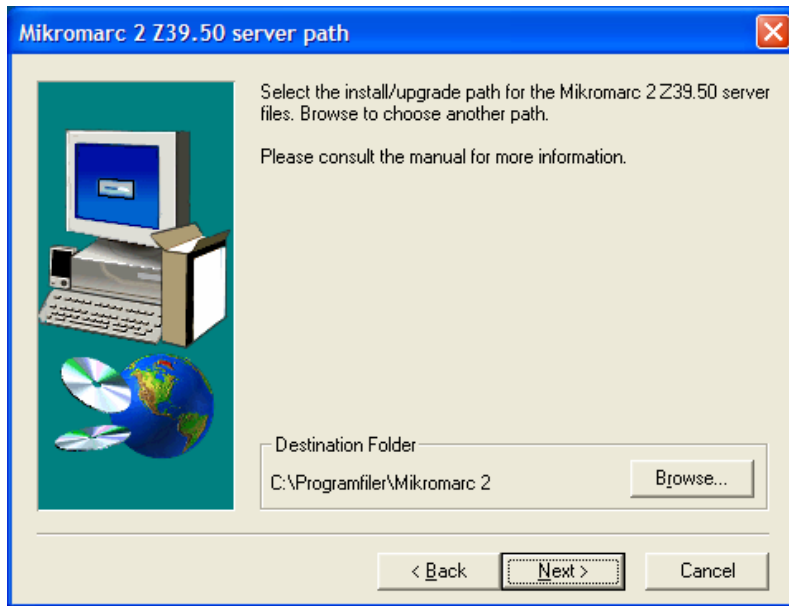 Mikromarc 2 Z39.50 server path
Select the install/upgrade path for the Mikromarc 2 Z39.50 server
files. Browse to choose another path.
Please consult the manual for more information.
Destination Folder
C:\Programfiler\Mikromarc 2
Browse...
< Back
Next >
Cancel